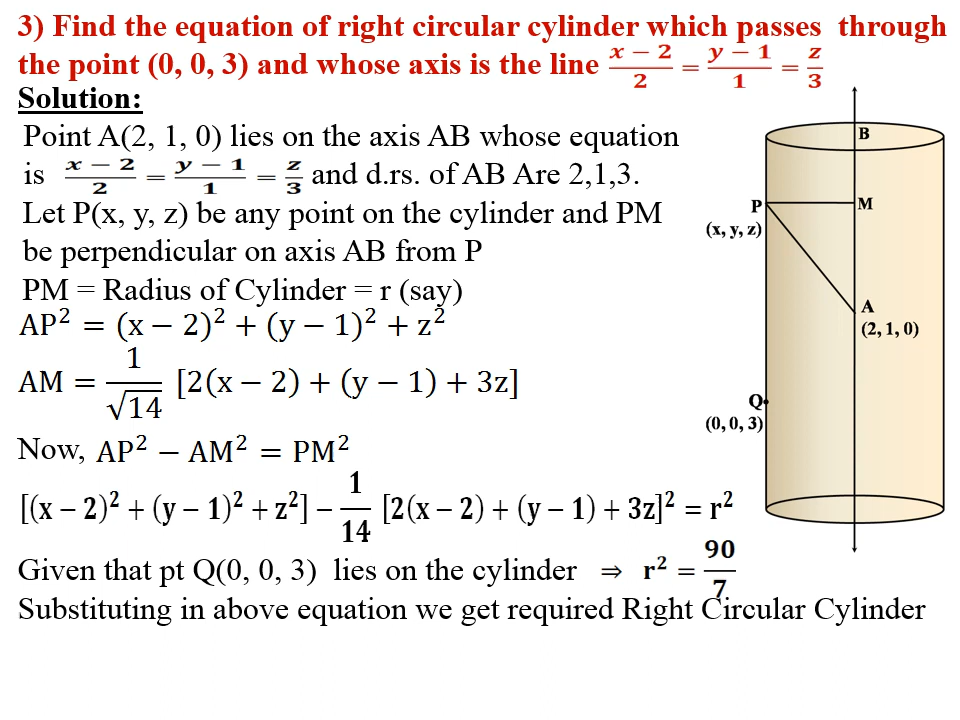 3) Find the equation of right circular cylinder which passes through
the point (0, 0, 3) and whose axis is the line (x − 2)/2 = (y − 1)/1 = z/3
Solution:
Point A(2, 1, 0) lies on the axis AB whose equation
is (x − 2)/2 = (y − 1)/1 = z/3 and d.rs. of AB Are 2,1,3.
Let P(x, y, z) be any point on the cylinder and PM
be perpendicular on axis AB from P
PM = Radius of Cylinder = r (say)
AP² = (x − 2)² + (y − 1)² + z²
AM = 1/√14 [2(x − 2) + (y − 1) + 3z]
Now, AP² − AM² = PM²
[(x − 2)² + (y − 1)² + z²] − 1/14 [2(x − 2) + (y − 1) + 3z]² = r²
Given that pt Q(0, 0, 3) lies on the cylinder ⇒ r² = 90/7
Substituting in above equation we get required Right Circular Cylinder
B
P
M
(x, y, z)
A
(2, 1, 0)
Q
(0, 0, 3)